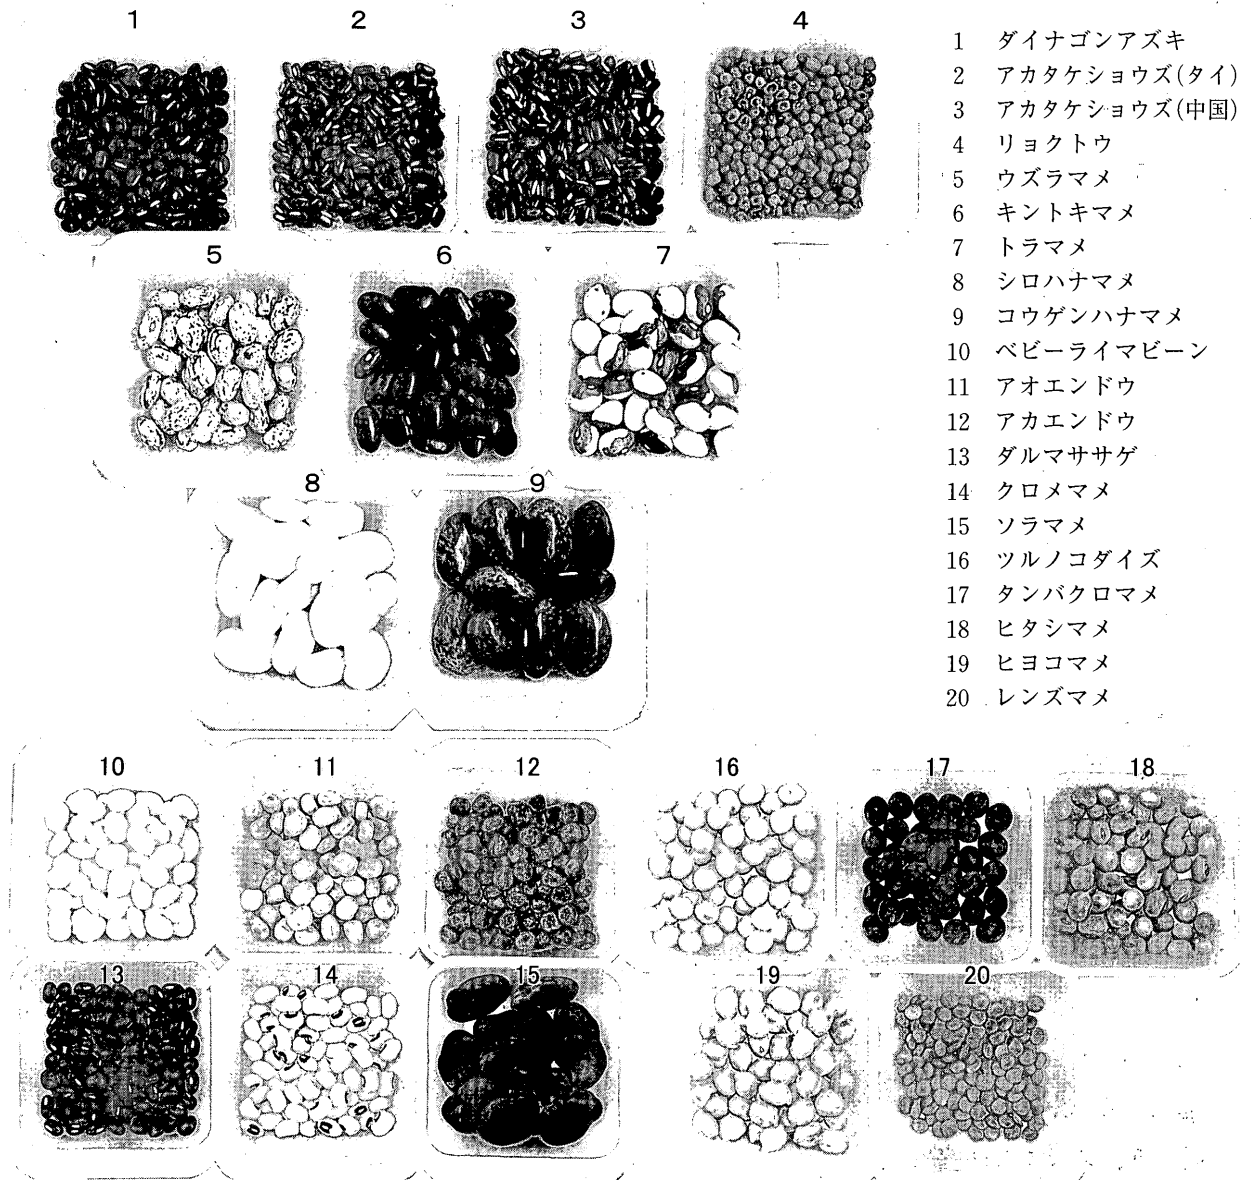 1 2 3 4
1 ダイナゴンアズキ
2 アカタケショウズ(タイ)
3 アカタケショウズ(中国)
4 リョクトウ
5 ウズラマメ
6 キントキマメ
7 トラマメ
8 シロハナマメ
9 コウゲンハナマメ
10 ベビーライマビーン
11 アオエンドウ
12 アカエンドウ
13 ダルマササゲ
14 クロメマメ
15 ソラマメ
16 ツルノコダイズ
17 タンバクロマメ
18 ヒタシマメ
19 ヒヨコマメ
20 レンズマメ
5 6 7
8 9
10 11 12 16 17 18
13 14 15 19 20